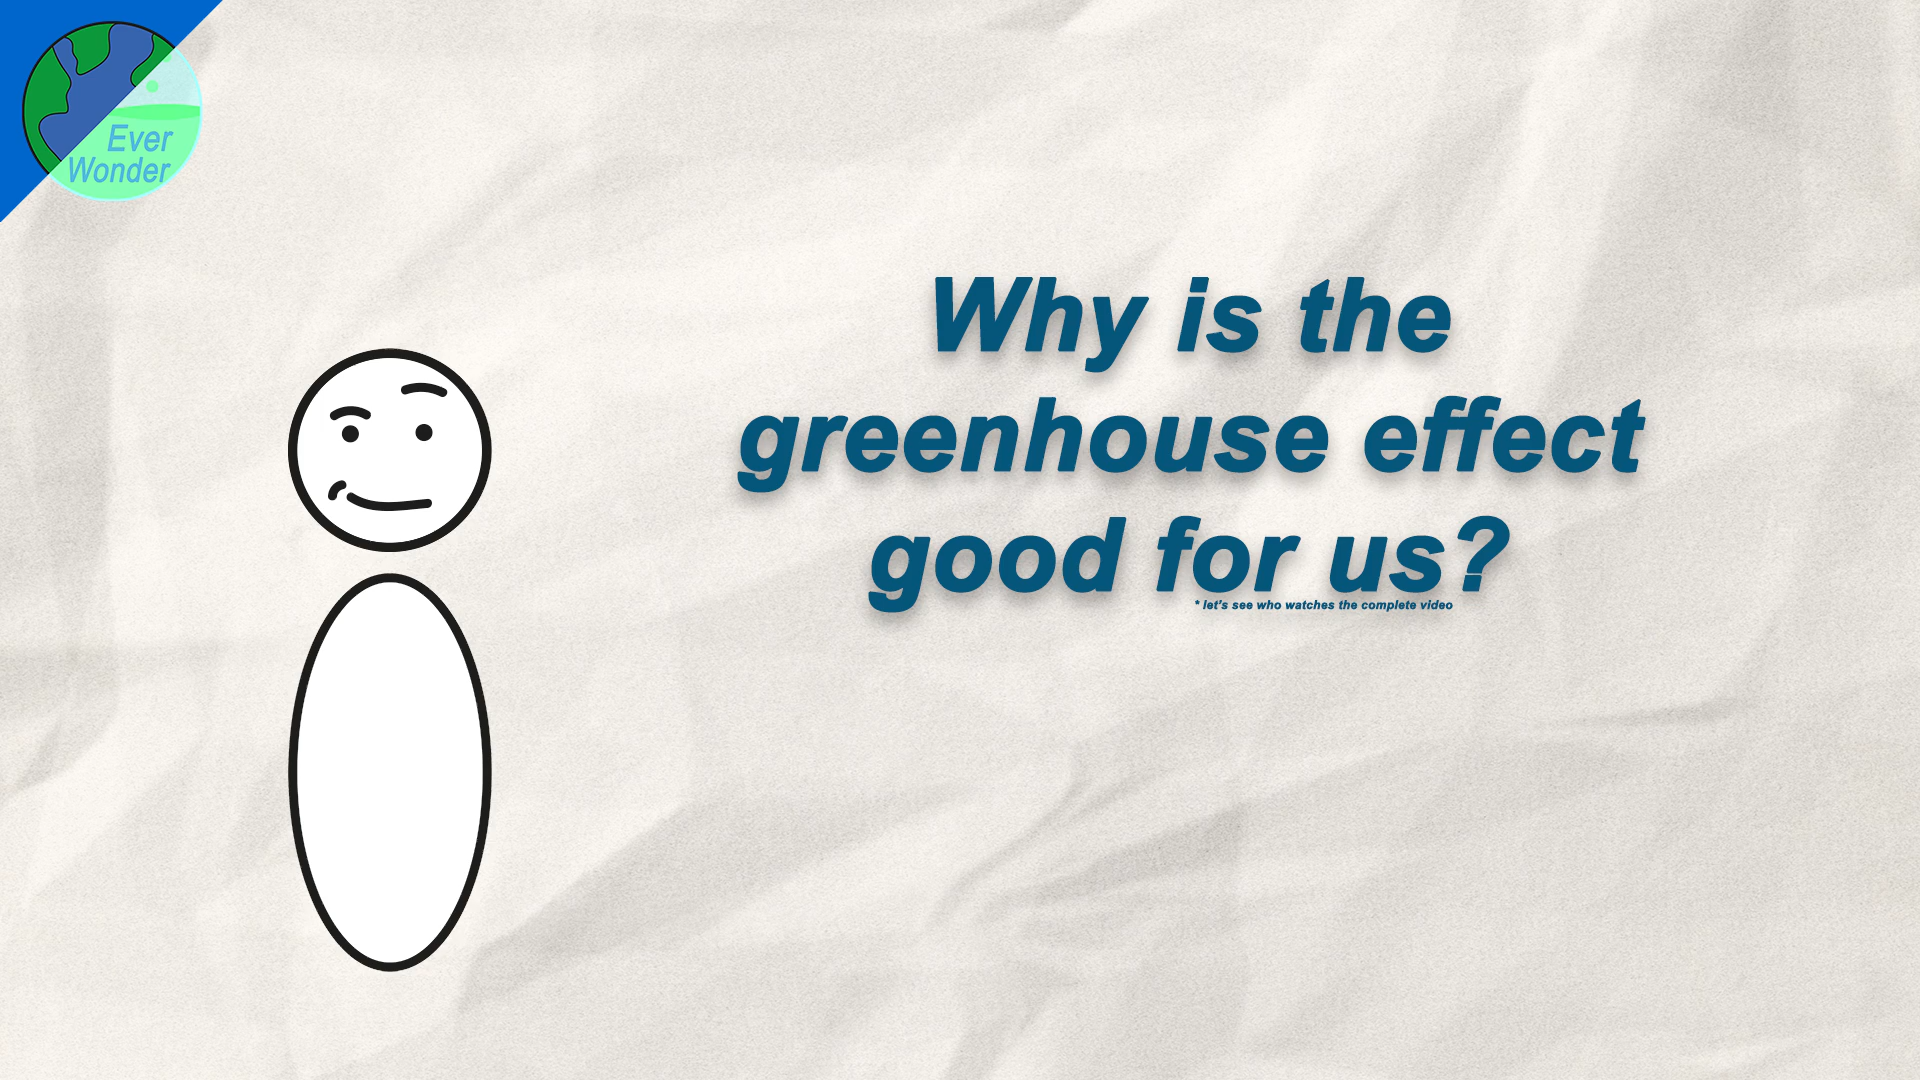 Ever
Wonder
Why is the
greenhouse effect
good for us?
* let's see who watches the complete video